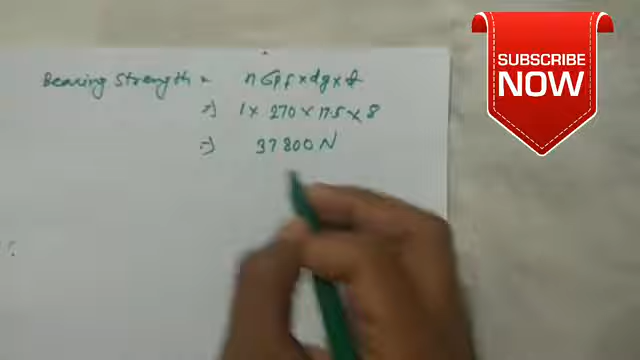 Bearing Strength = n σpf × dg × t
=) 1 × 270 × 17.5 × 8
=) 37800 N
SUBSCRIBE
NOW